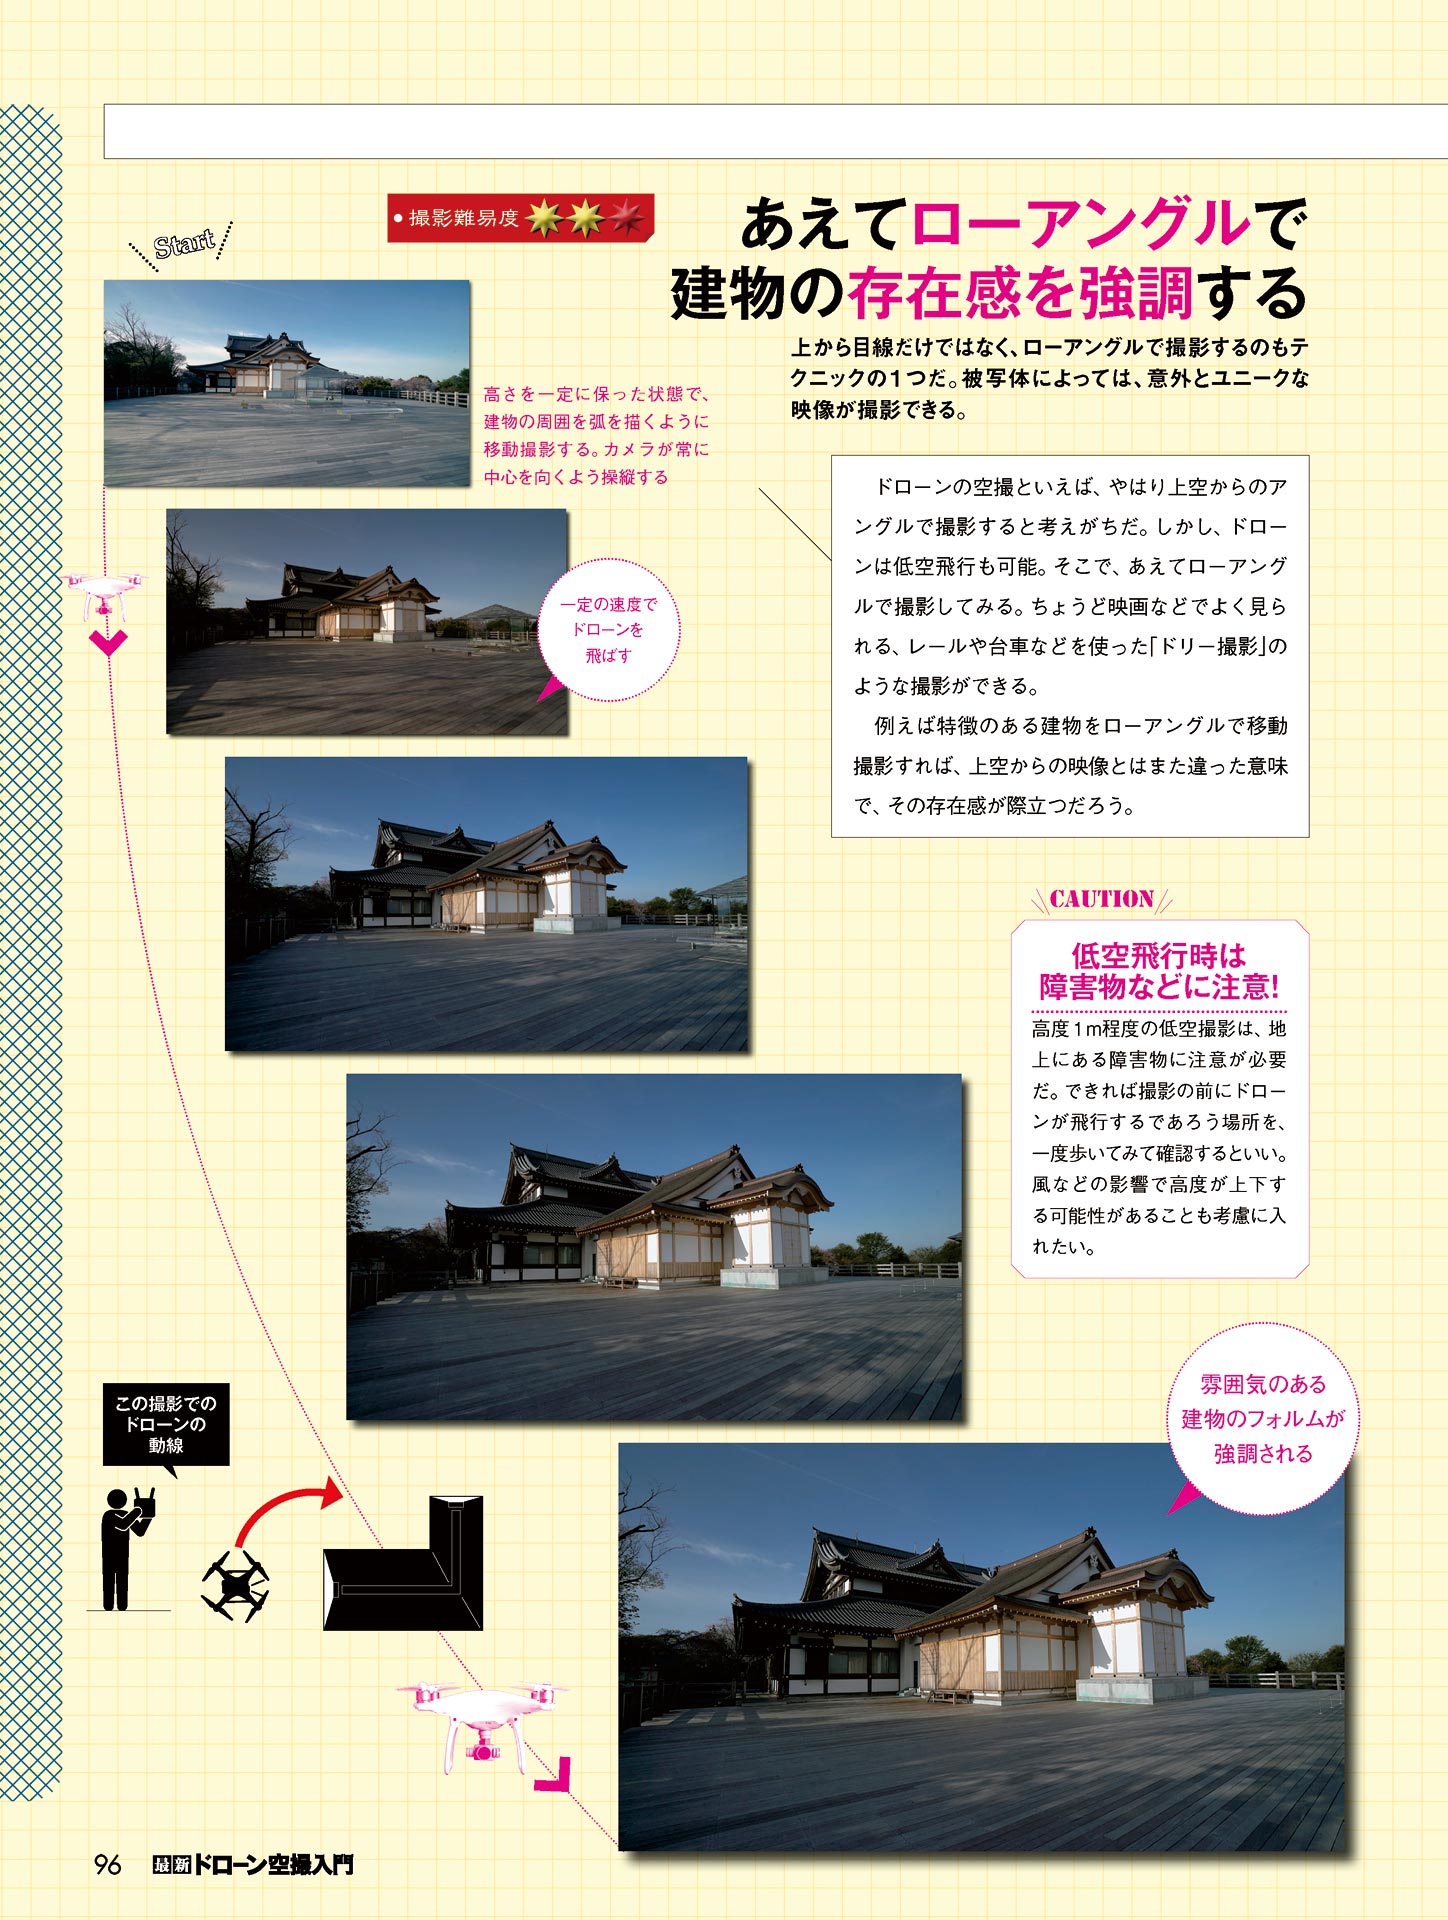 ● 撮影難易度
あえてローアングルで
建物の存在感を強調する
上から目線だけではなく、ローアングルで撮影するのもテ
クニックの1つだ。被写体によっては、意外とユニークな
映像が撮影できる。
Start
高さを一定に保った状態で、
建物の周囲を弧を描くように
移動撮影する。カメラが常に
中心を向くよう操縦する
一定の速度で
ドローンを
飛ばす
ドローンの空撮といえば、やはり上空からのア
ングルで撮影すると考えがちだ。しかし、ドロー
ンは低空飛行も可能。そこで、あえてローアング
ルで撮影してみる。ちょうど映画などでよく見ら
れる、レールや台車などを使った「ドリー撮影」の
ような撮影ができる。
例えば特徴のある建物をローアングルで移動
撮影すれば、上空からの映像とはまた違った意味
で、その存在感が際立つだろう。
CAUTION
低空飛行時は
障害物などに注意!
高度1m程度の低空撮影は、地
上にある障害物に注意が必要
だ。できれば撮影の前にドロー
ンが飛行するであろう場所を、
一度歩いてみて確認するといい。
風などの影響で高度が上下す
る可能性があることも考慮に入
れたい。
雰囲気のある
建物のフォルムが
強調される
この撮影での
ドローンの
動線
96 最新ドローン空撮入門